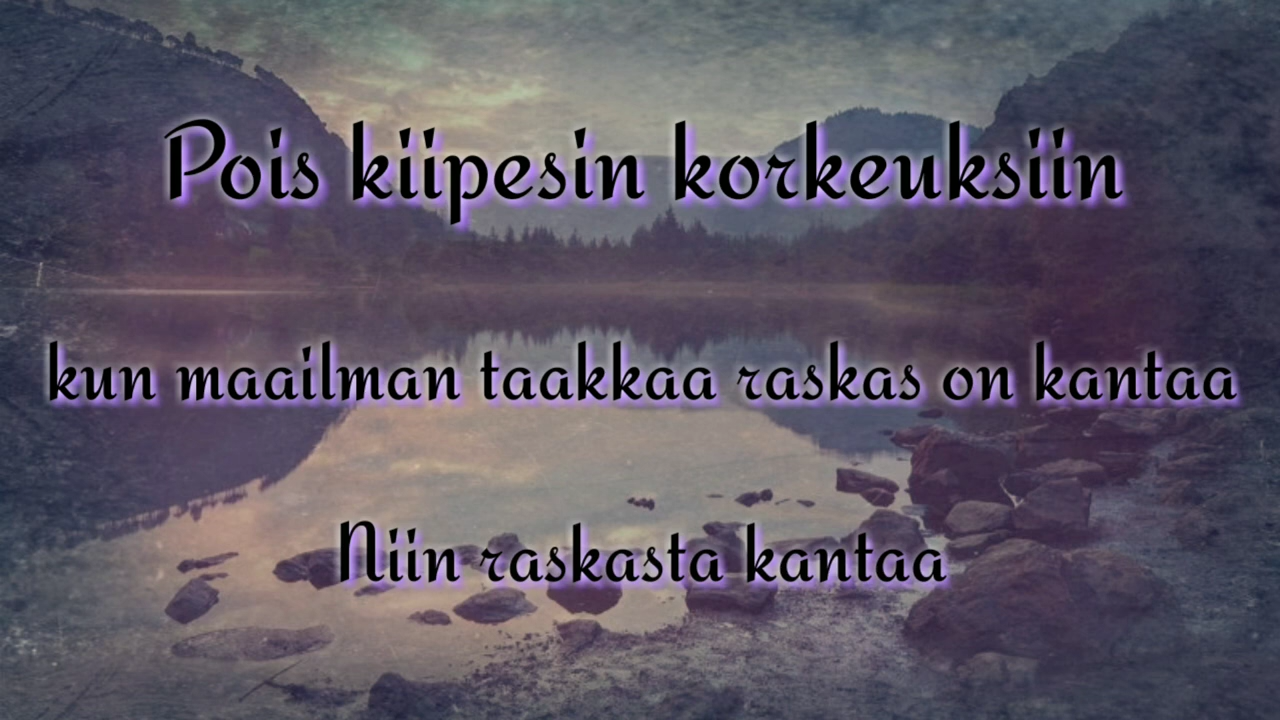 Pois kiipesin korkeuksiin
kun maailman taakkaa raskas on kantaa
Niin raskasta kantaa